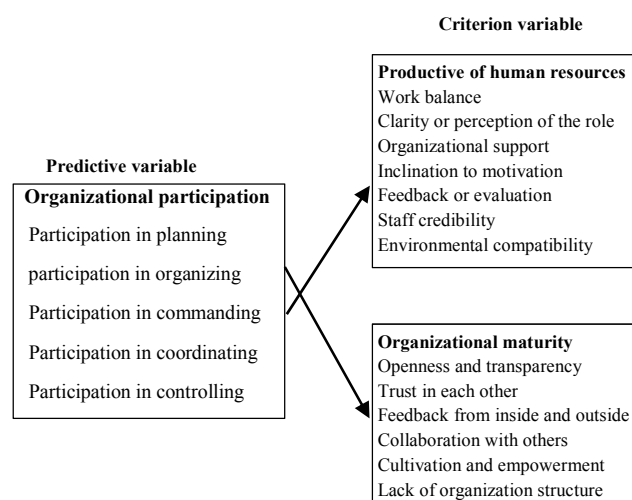 Criterion variable
Productive of human resources
Work balance
Clarity or perception of the role
Organizational support
Inclination to motivation
Feedback or evaluation
Staff credibility
Environmental compatibility
Predictive variable
Organizational participation
Participation in planning
participation in organizing
Participation in commanding
Participation in coordinating
Participation in controlling
Organizational maturity
Openness and transparency
Trust in each other
Feedback from inside and outside
Collaboration with others
Cultivation and empowerment
Lack of organization structure